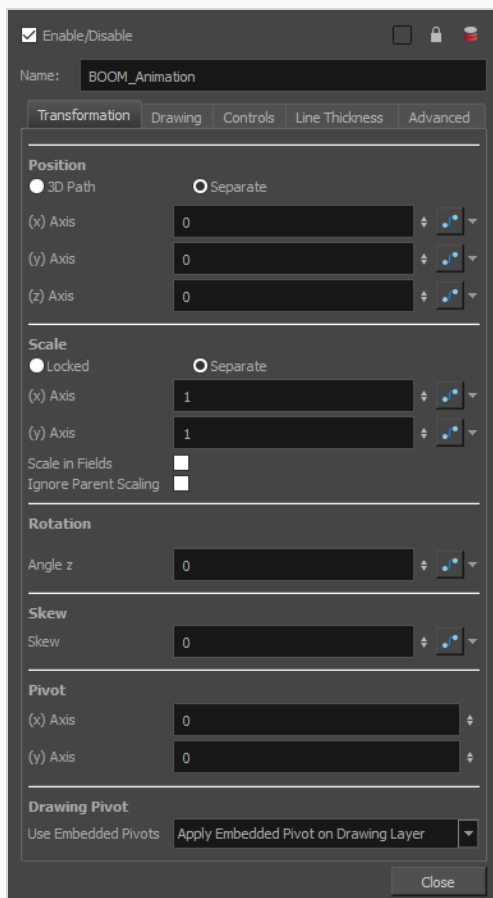 Enable/Disable
Name: BOOM_Animation
Transformation Drawing Controls Line Thickness Advanced
Position
3D Path Separate
(x) Axis 0
(y) Axis 0
(z) Axis 0
Scale
Locked Separate
(x) Axis 1
(y) Axis 1
Scale in Fields
Ignore Parent Scaling
Rotation
Angle z 0
Skew
Skew 0
Pivot
(x) Axis 0
(y) Axis 0
Drawing Pivot
Use Embedded Pivots Apply Embedded Pivot on Drawing Layer
Close